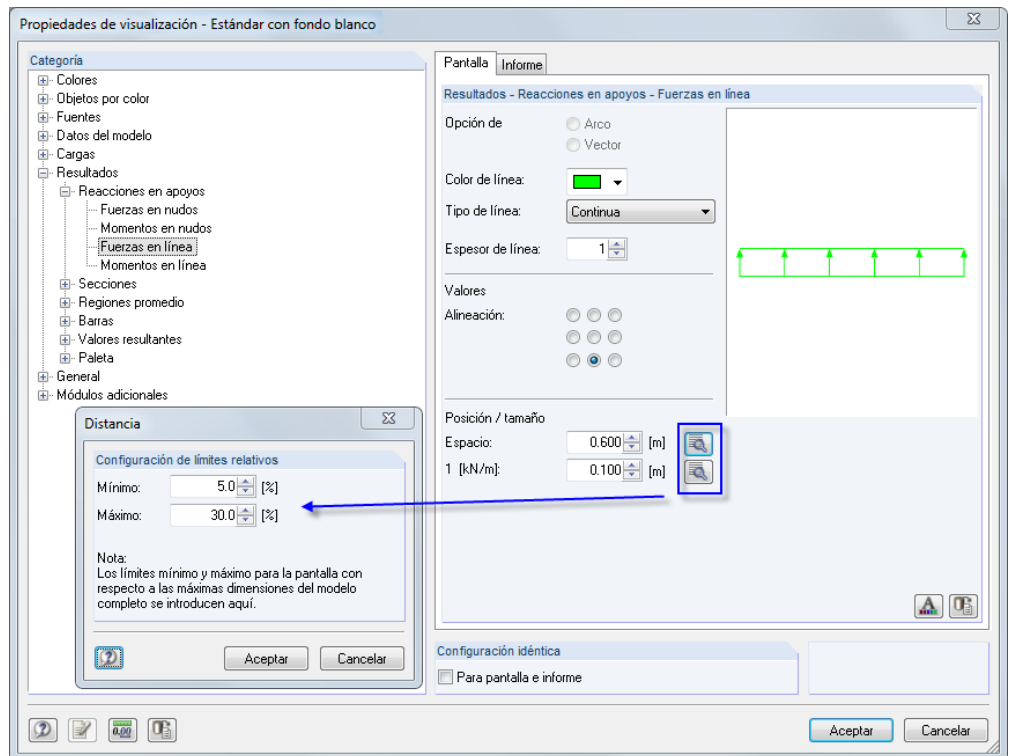 Propiedades de visualización - Estándar con fondo blanco
Categoría
Colores
Objetos por color
Fuentes
Datos del modelo
Cargas
Resultados
Reacciones en apoyos
Fuerzas en nudos
Momentos en nudos
Fuerzas en línea
Momentos en línea
Secciones
Regiones promedio
Barras
Valores resultantes
Paleta
General
Módulos adicionales
Distancia
Configuración de límites relativos
Mínimo: 5.0 [%]
Máximo: 30.0 [%]
Nota:
Los límites mínimo y máximo para la pantalla con
respecto a las máximas dimensiones del modelo
completo se introducen aquí.
Aceptar Cancelar
Pantalla Informe
Resultados - Reacciones en apoyos - Fuerzas en línea
Opción de Arco
Vector
Color de línea:
Tipo de línea: Continua
Espesor de línea: 1
Valores
Alineación:
Posición / tamaño
Espacio: 0.600 [m]
1 [kN/m]: 0.100 [m]
A
Configuración idéntica
Para pantalla e informe
0.00
Aceptar Cancelar